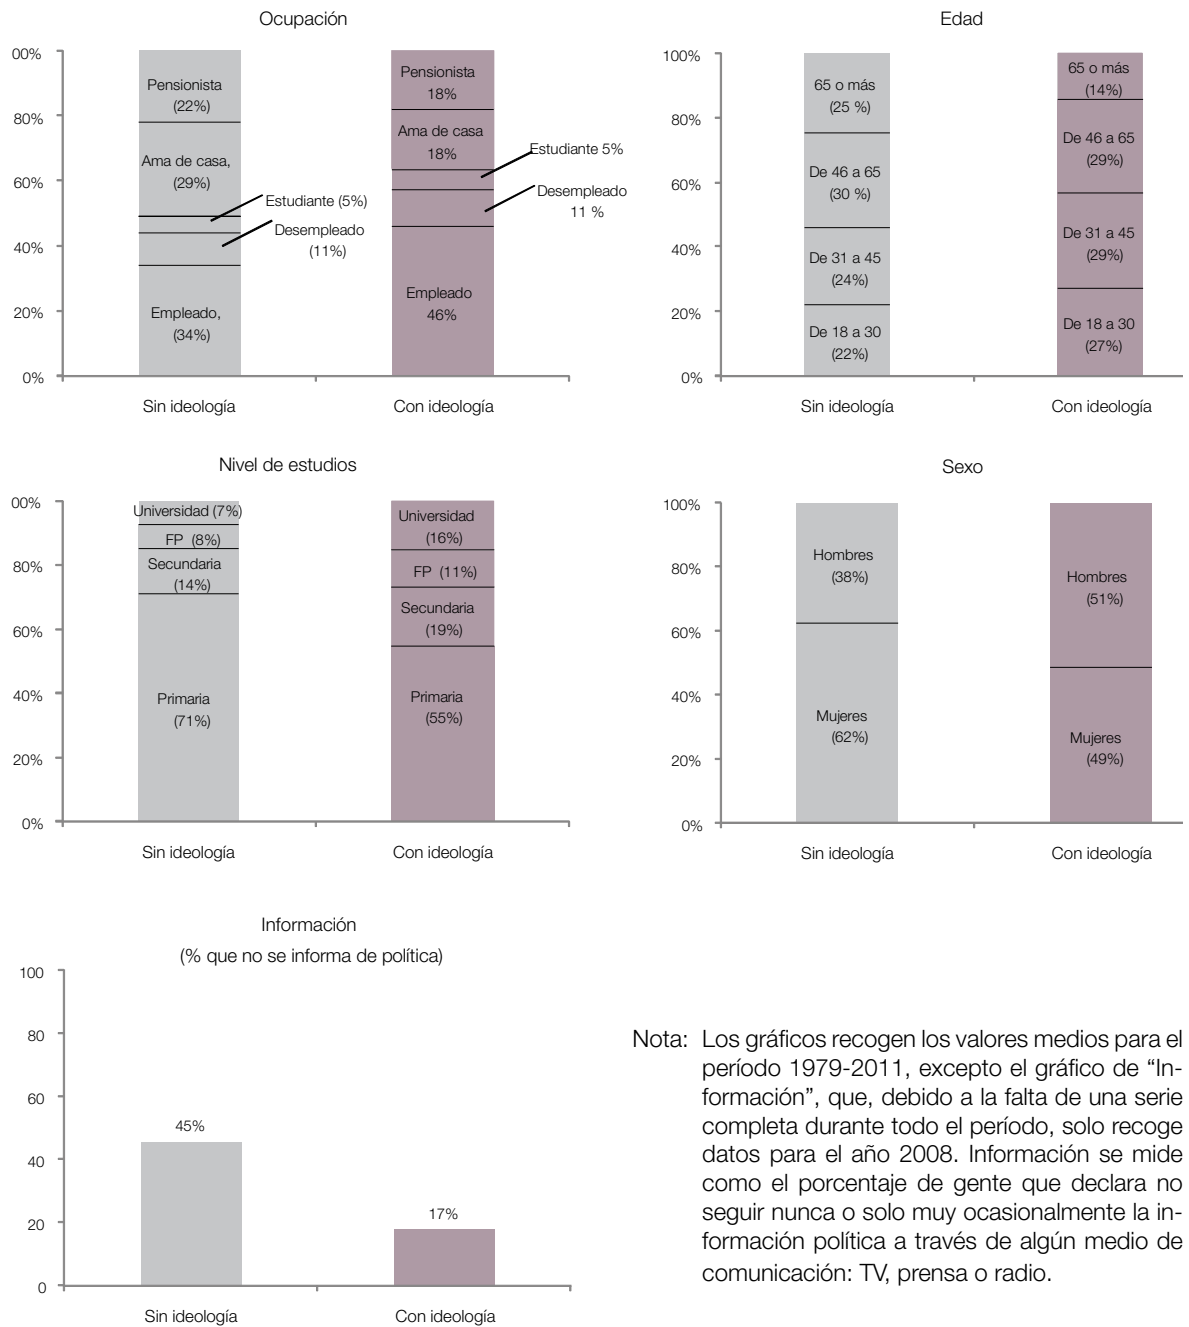 Ocupación
00%
80%
60%
40%
20%
0%
Pensionista
(22%)
Ama de casa,
(29%)
Estudiante (5%)
Desempleado
(11%)
Empleado,
(34%)
Pensionista
18%
Ama de casa
18%
Estudiante 5%
Desempleado
11 %
Empleado
46%
Sin ideología
Con ideología
Edad
100%
80%
60%
40%
20%
0%
65 o más
(25 %)
De 46 a 65
(30 %)
De 31 a 45
(24%)
De 18 a 30
(22%)
65 o más
(14%)
De 46 a 65
(29%)
De 31 a 45
(29%)
De 18 a 30
(27%)
Sin ideología
Con ideología
Nivel de estudios
00%
80%
60%
40%
20%
0%
Universidad (7%)
FP (8%)
Secundaria
(14%)
Primaria
(71%)
Universidad
(16%)
FP (11%)
Secundaria
(19%)
Primaria
(55%)
Sin ideología
Con ideología
Sexo
100%
80%
60%
40%
20%
0%
Hombres
(38%)
Mujeres
(62%)
Hombres
(51%)
Mujeres
(49%)
Sin ideología
Con ideología
Información
(% que no se informa de política)
100
80
60
40
20
0
45%
17%
Sin ideología
Con ideología
Nota: Los gráficos recogen los valores medios para el
período 1979-2011, excepto el gráfico de “In-
formación”, que, debido a la falta de una serie
completa durante todo el período, solo recoge
datos para el año 2008. Información se mide
como el porcentaje de gente que declara no
seguir nunca o solo muy ocasionalmente la in-
formación política a través de algún medio de
comunicación: TV, prensa o radio.